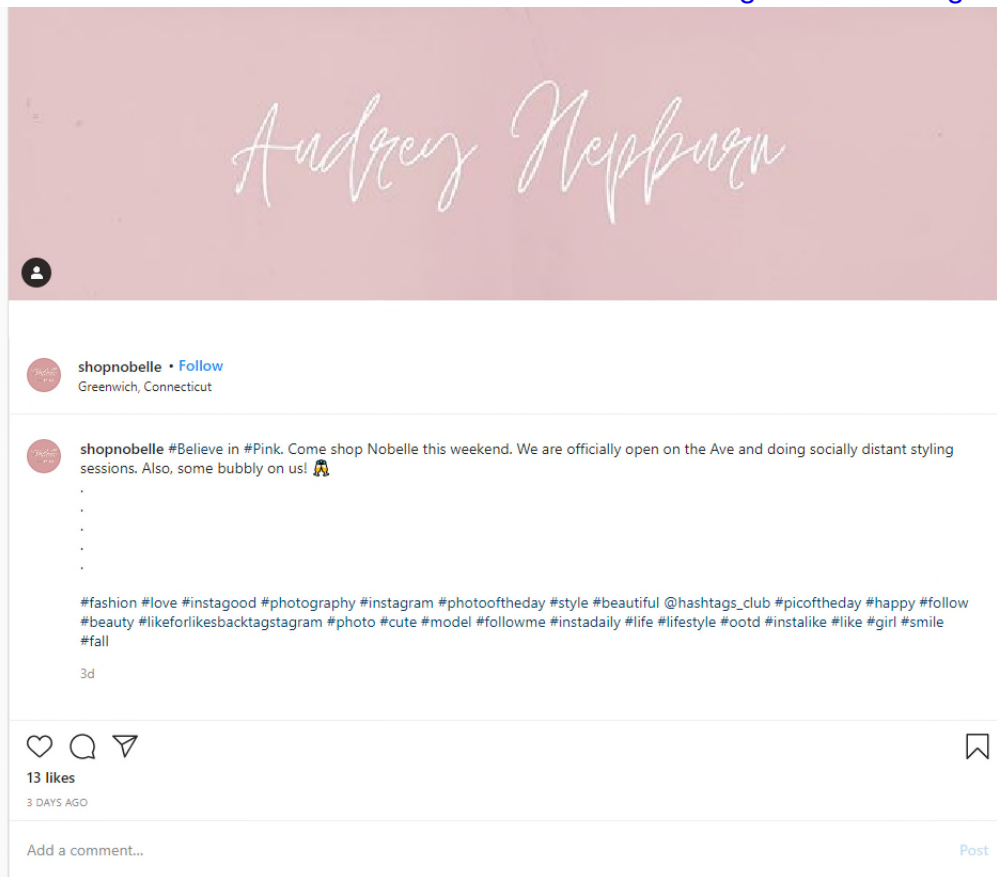 Audrey Hepburn
shopnobelle • Follow
Greenwich, Connecticut
shopnobelle #Believe in #Pink. Come shop Nobelle this weekend. We are officially open on the Ave and doing socially distant styling
sessions. Also, some bubbly on us! 🥂
.
.
.
.
.
#fashion #love #instagood #photography #instagram #photooftheday #style #beautiful @hashtags_club #picoftheday #happy #follow
#beauty #likeforlikesbacktagstagram #photo #cute #model #followme #instadaily #life #lifestyle #ootd #instalike #like #girl #smile
#fall
3d
13 likes
3 DAYS AGO
Add a comment...
Post